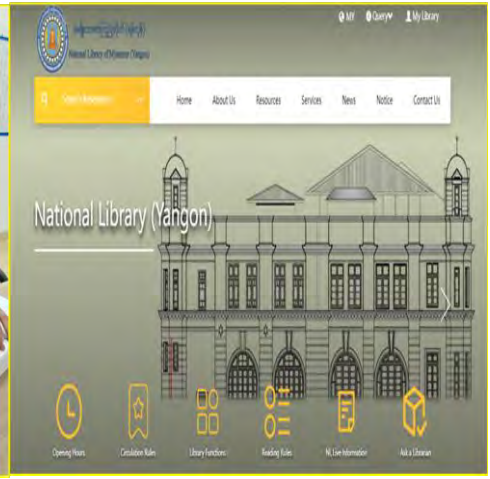 MY Query My Library
National Library of Myanmar (Yangon)
Home About Us Resources Services News Notice Contact Us
National Library (Yangon)
Opening Hours Circulation Rules Library Functions Reading Rules NL Live Information Ask a Librarian